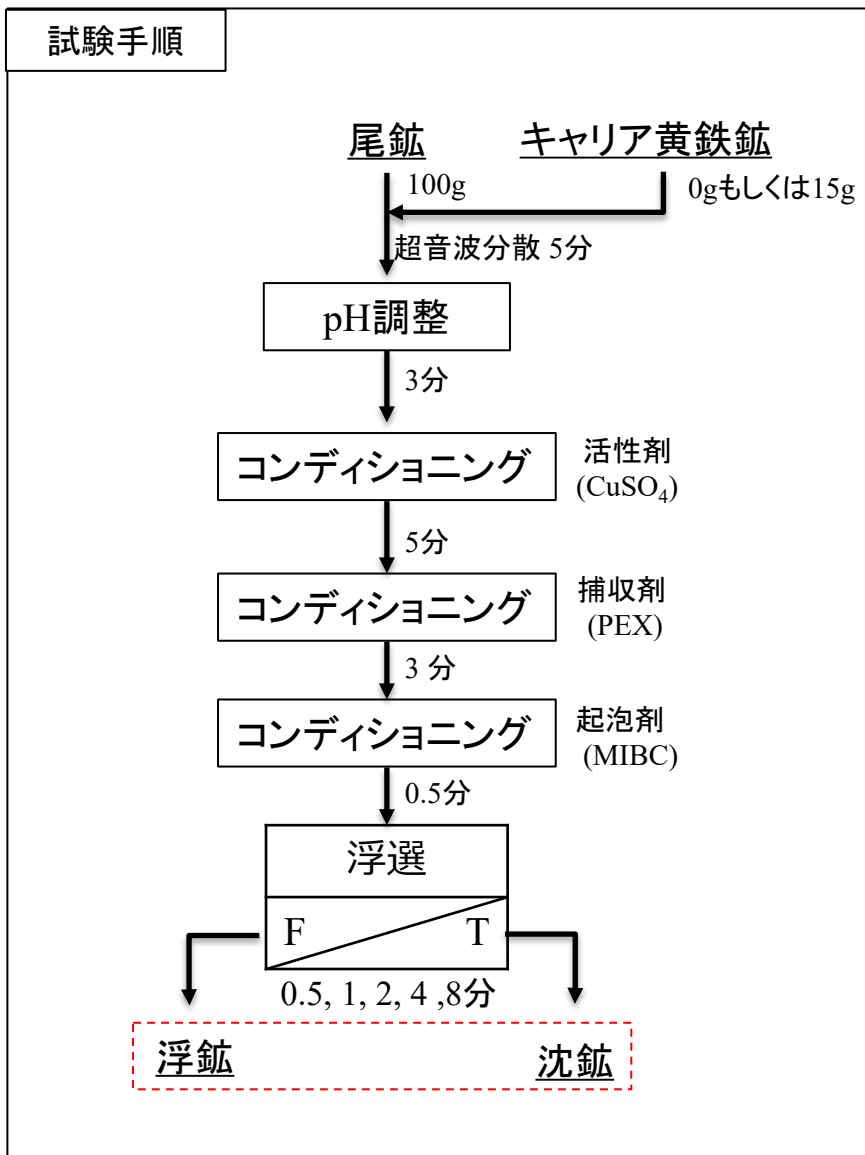 試験手順
尾鉱 キャリア黄鉄鉱
100g 0gもしくは15g
超音波分散 5分
pH調整
3分
コンディショニング 活性剤
(CuSO₄)
5分
コンディショニング 捕収剤
(PEX)
3 分
コンディショニング 起泡剤
(MIBC)
0.5分
浮選
F T
0.5, 1, 2, 4 ,8分
浮鉱 沈鉱